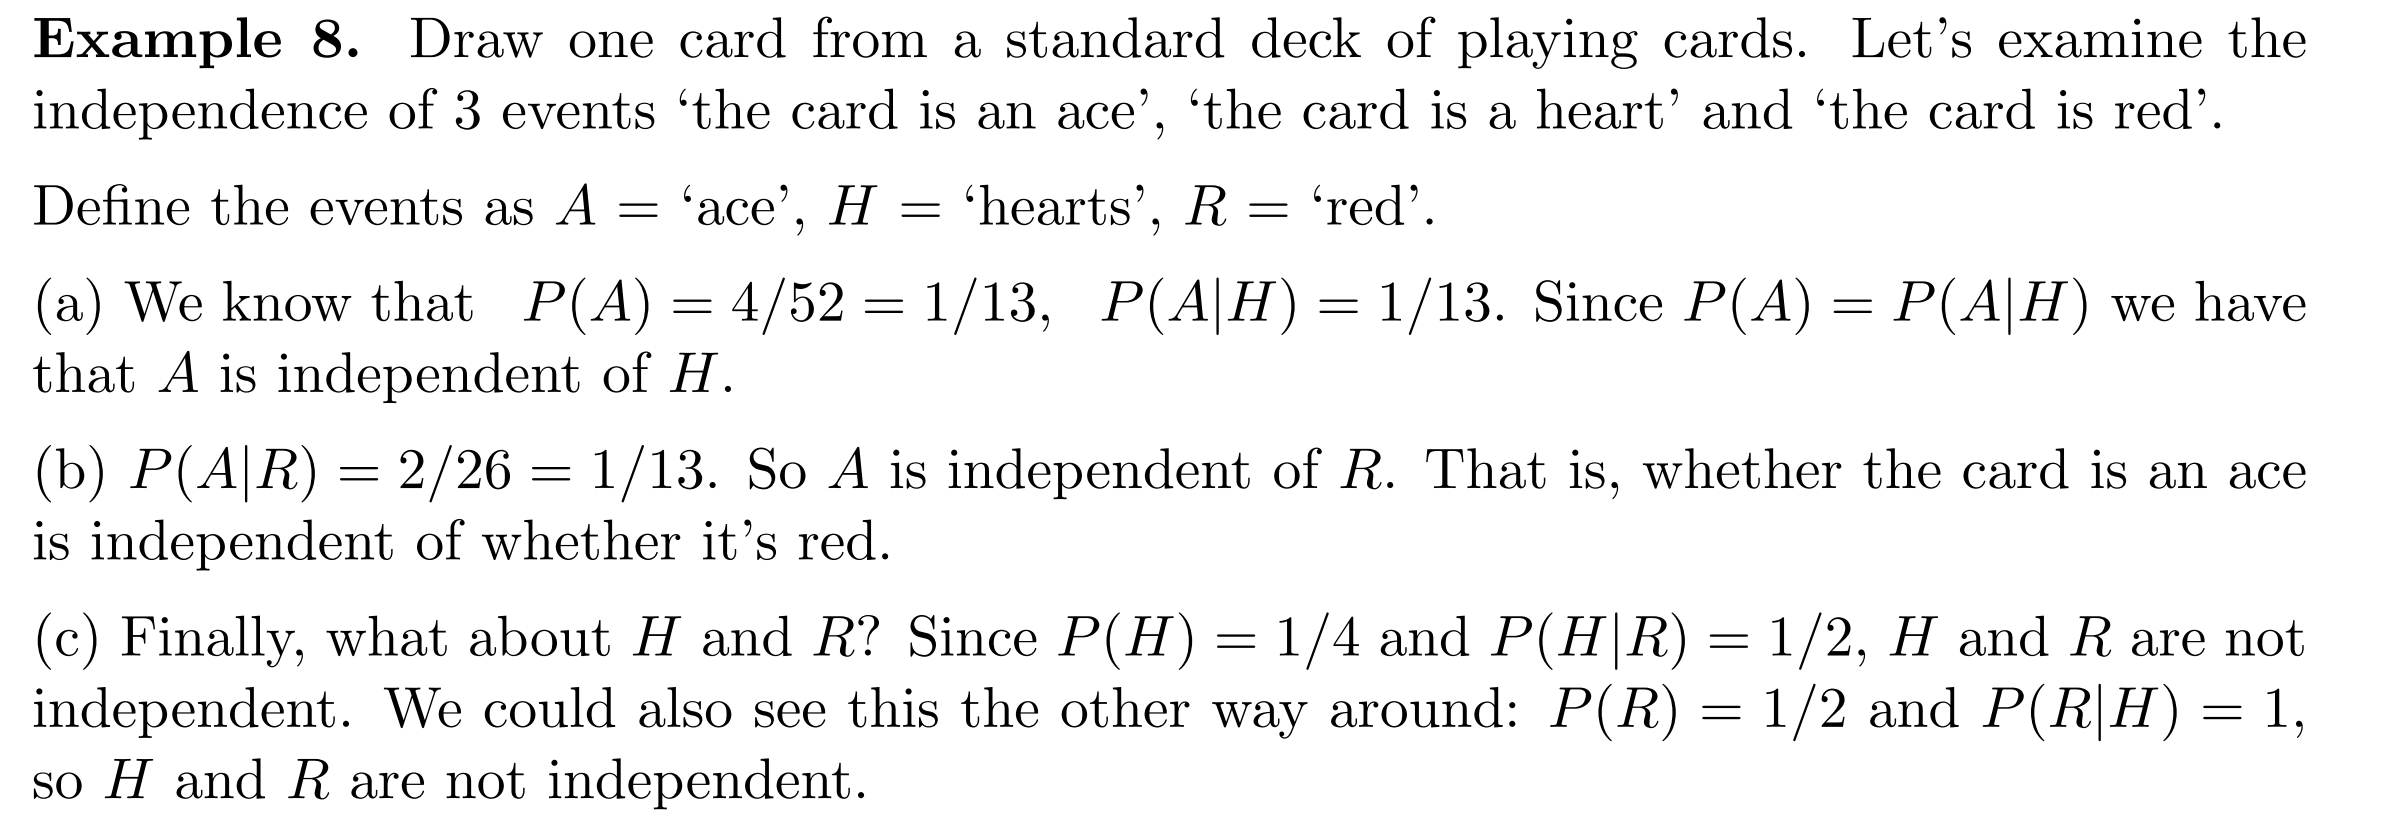 Example 8. Draw one card from a standard deck of playing cards. Let’s examine the
independence of 3 events ‘the card is an ace’, ‘the card is a heart’ and ‘the card is red’.
Define the events as A = ‘ace’, H = ‘hearts’, R = ‘red’.
(a) We know that P(A) = 4/52 = 1/13, P(A|H) = 1/13. Since P(A) = P(A|H) we have
that A is independent of H.
(b) P(A|R) = 2/26 = 1/13. So A is independent of R. That is, whether the card is an ace
is independent of whether it’s red.
(c) Finally, what about H and R? Since P(H) = 1/4 and P(H|R) = 1/2, H and R are not
independent. We could also see this the other way around: P(R) = 1/2 and P(R|H) = 1,
so H and R are not independent.